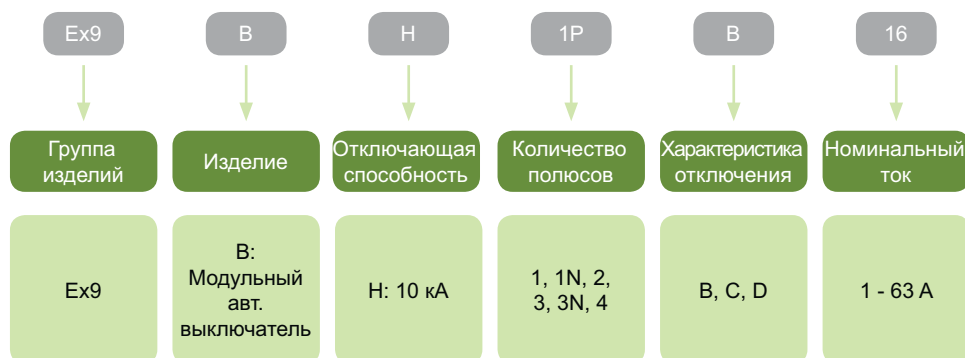 Ex9
B
H
1P
B
16
Группа
изделий
Изделие
Отключающая
способность
Количество
полюсов
Характеристика
отключения
Номинальный
ток
Ex9
B:
Модульный
авт.
выключатель
H: 10 кА
1, 1N, 2,
3, 3N, 4
B, C, D
1 - 63 A